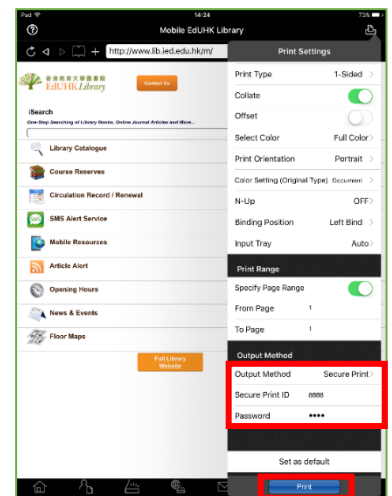 iPad
14:24
73%
Mobile EdUHK Library
http://www.lib.ied.edu.hk/m/
香港教育大學圖書館
EdUHK Library
Contact Us
iSearch
One-Stop Searching of Library Books, Online Journal Articles and More...
Library Catalogue
Course Reserves
Circulation Record / Renewal
SMS Alert Service
Mobile Resources
Article Alert
Opening Hours
News & Events
Floor Maps
Full Library
Website
Print Settings
Print Type 1-Sided
Collate
Offset
Select Color Full Color
Print Orientation Portrait
Color Setting (Original Type) Document
N-Up OFF
Binding Position Left Bind
Input Tray Auto
Print Range
Specify Page Range
From Page 1
To Page 1
Output Method
Output Method Secure Print
Secure Print ID 8888
Password ••••
Set as default
Print